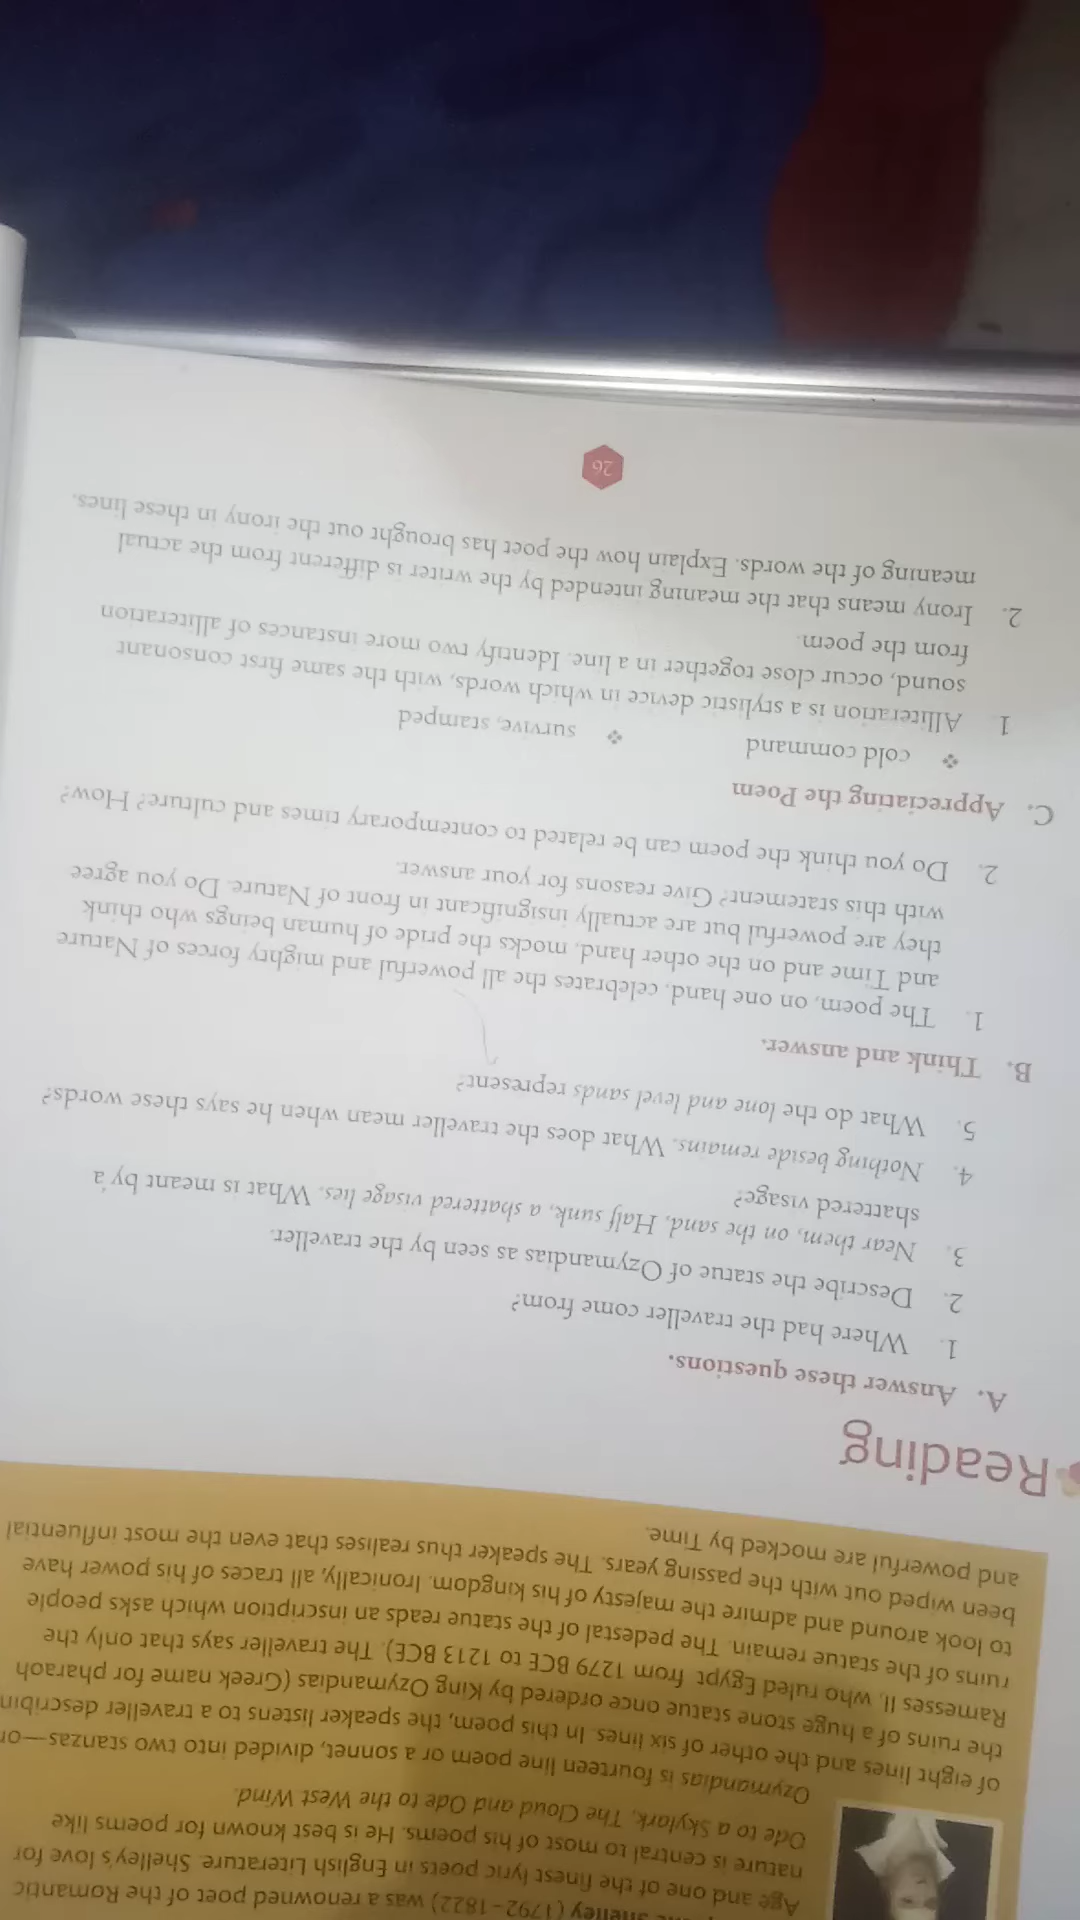 Shelley (1792–1822) was a renowned poet of the Romantic
Age and one of the finest lyric poets in English Literature. Shelley's love for
nature is central to most of his poems. He is best known for poems like
Ode to a Skylark, The Cloud and Ode to the West Wind.
Ozymandias is fourteen line poem or a sonnet, divided into two stanzas—
of eight lines and the other of six lines. In this poem, the speaker listens to a traveller
the ruins of a huge stone statue once ordered by King Ozymandias (Greek name for pharaoh
Ramesses II, who ruled Egypt from 1279 BCE to 1213 BCE). The traveller says that only the
ruins of the statue remain. The pedestal of the statue reads an inscription which asks people
to look around and admire the majesty of his kingdom. Ironically, all traces of his power have
been wiped out with the passing years. The speaker thus realises that even the most influential
and powerful are mocked by Time.
Reading
A. Answer these questions.
1. Where had the traveller come from?
2. Describe the statue of Ozymandias as seen by the traveller.
3. Near them, on the sand, Half sunk, a shattered visage lies. What is meant by a
shattered visage?
4. Nothing beside remains. What does the traveller mean when he says these words?
5. What do the lone and level sands represent?
B. Think and answer.
1. The poem, on one hand, celebrates the all powerful and mighty forces of Nature
and Time and on the other hand, mocks the pride of human beings who think
they are powerful but are actually insignificant in front of Nature. Do you agree
with this statement? Give reasons for your answer.
2. Do you think the poem can be related to contemporary times and culture? How?
C. Appreciating the Poem
❖ cold command ❖ survive, stamped
1 Alliteration is a stylistic device in which words, with the same first consonant
sound, occur close together in a line. Identify two more instances of alliteration
from the poem.
2. Irony means that the meaning intended by the writer is different from the actual
meaning of the words. Explain how the poet has brought out the irony in these lines.
26